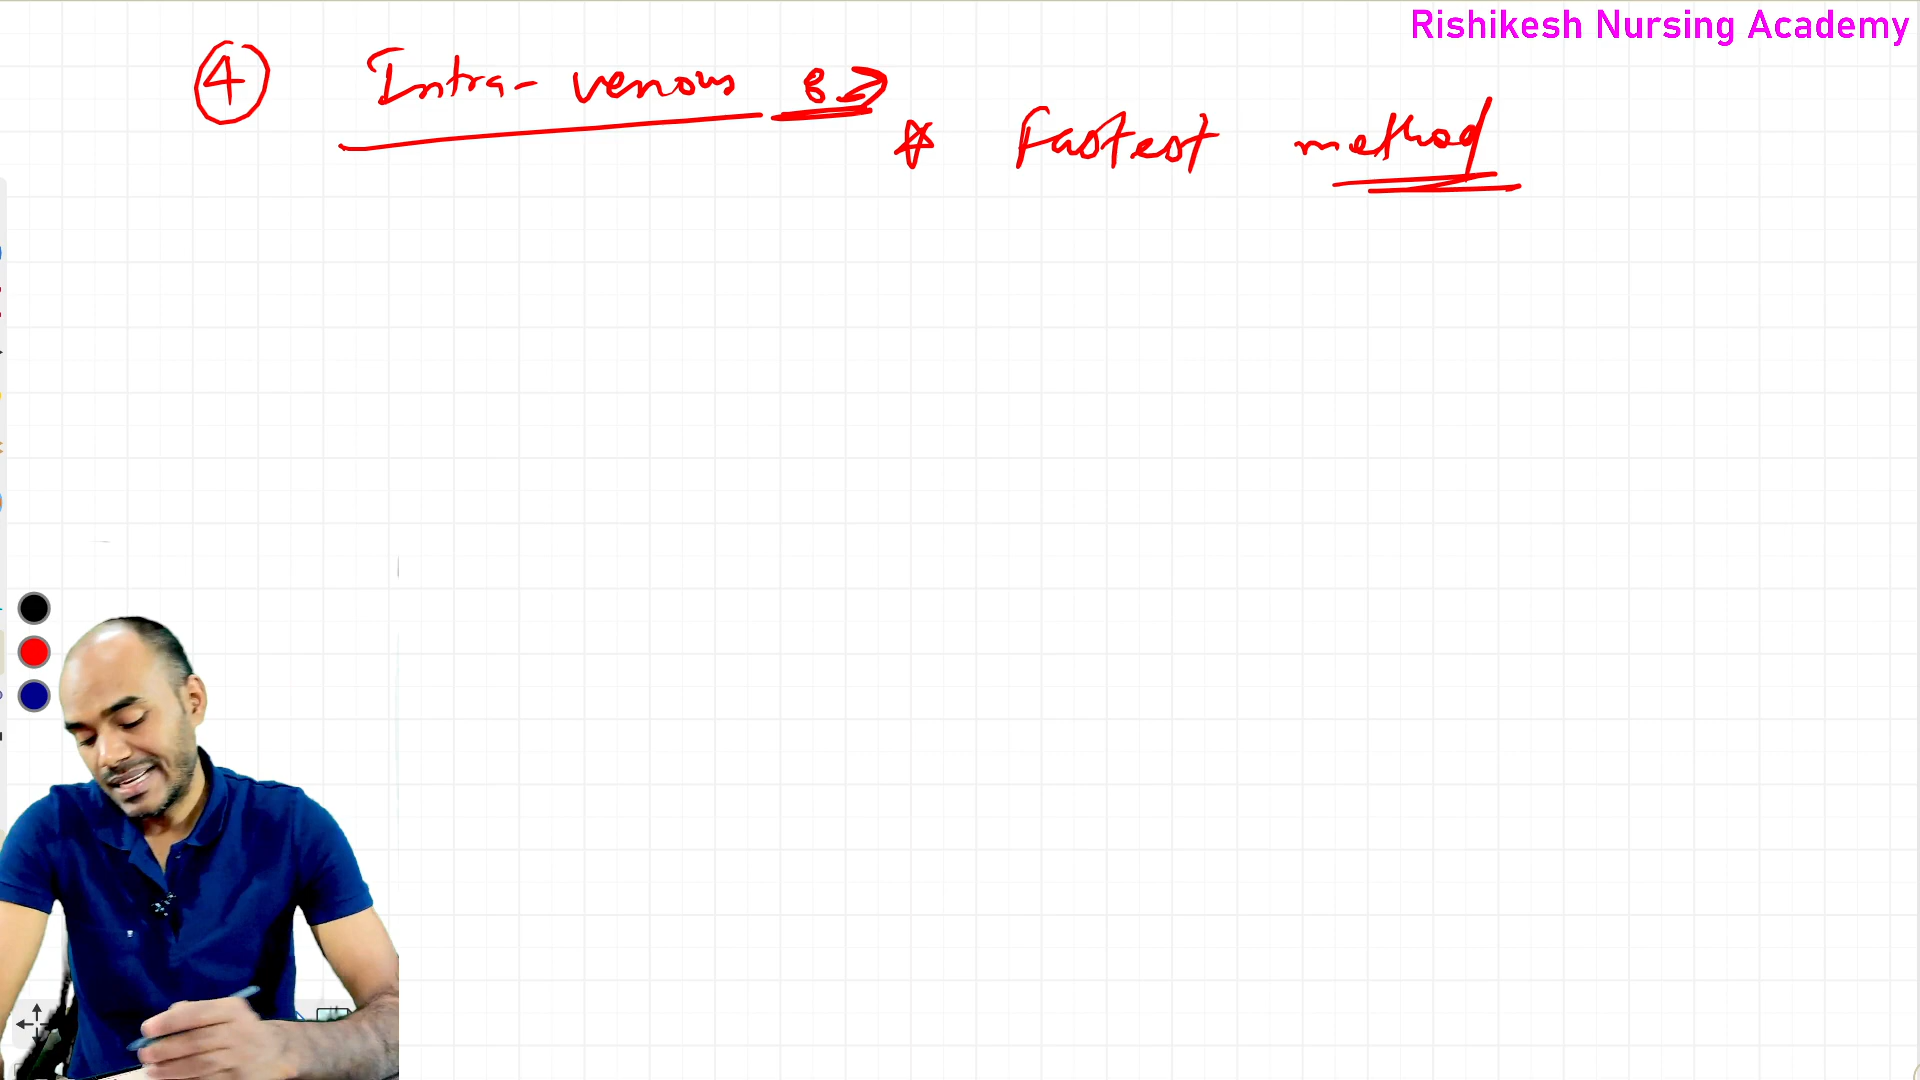 Rishikesh Nursing Academy
④ Intra-venous :→
* Fastest method